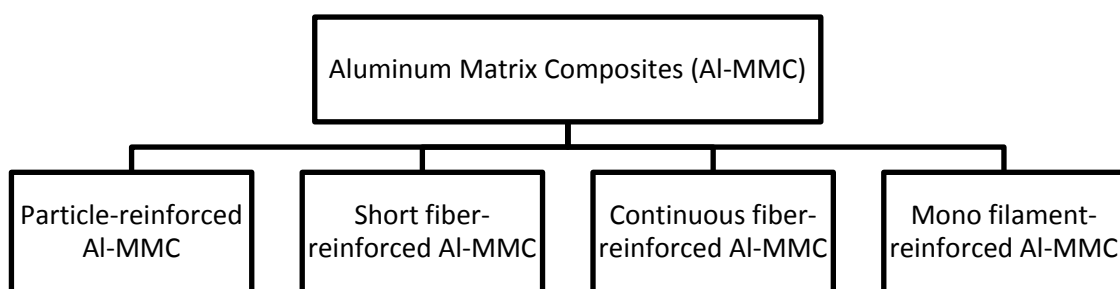 Aluminum Matrix Composites (Al-MMC)
Particle-reinforced
Al-MMC
Short fiber-
reinforced Al-MMC
Continuous fiber-
reinforced Al-MMC
Mono filament-
reinforced Al-MMC